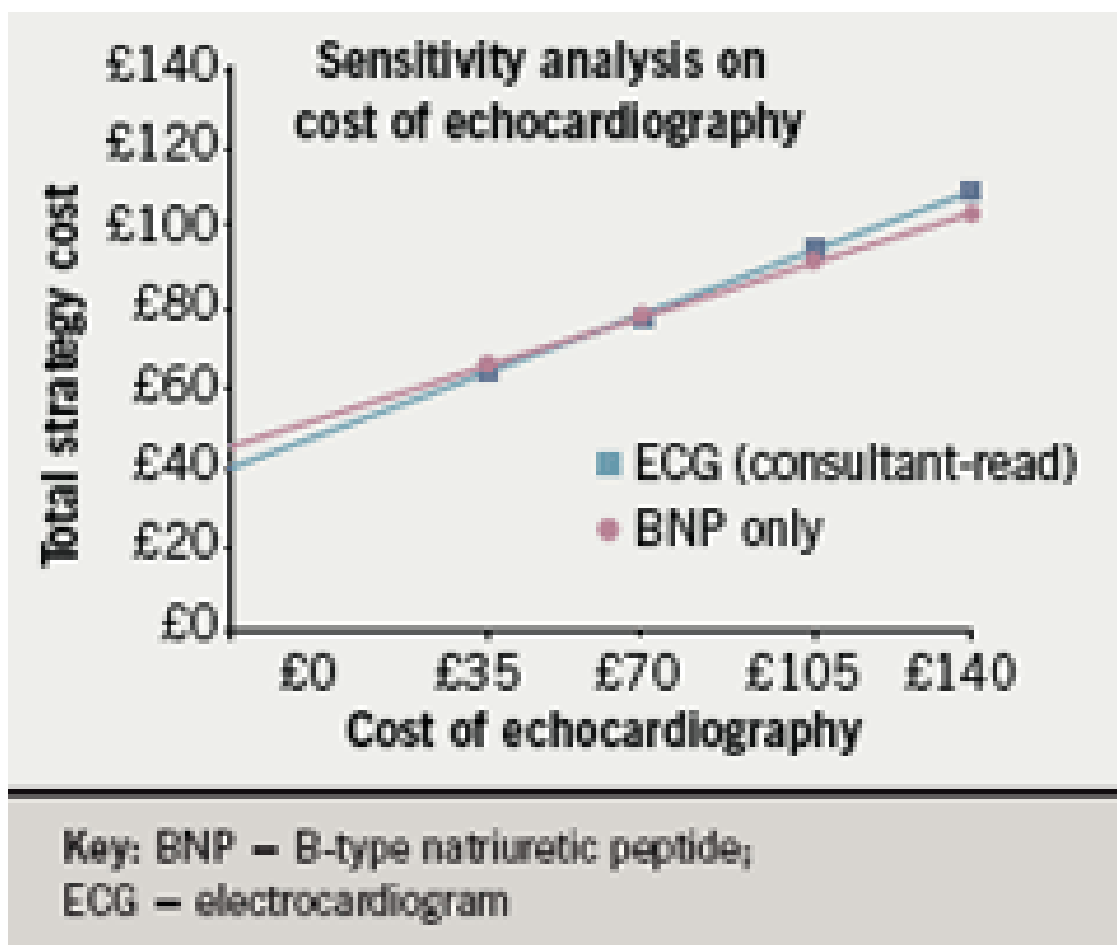 Sensitivity analysis on
cost of echocardiography
£140
£120
£100
£80
£60
£40
£20
£0
Total strategy cost
ECG (consultant-read)
BNP only
£0 £35 £70 £105 £140
Cost of echocardiography
Key: BNP – B-type natriuretic peptide;
ECG – electrocardiogram